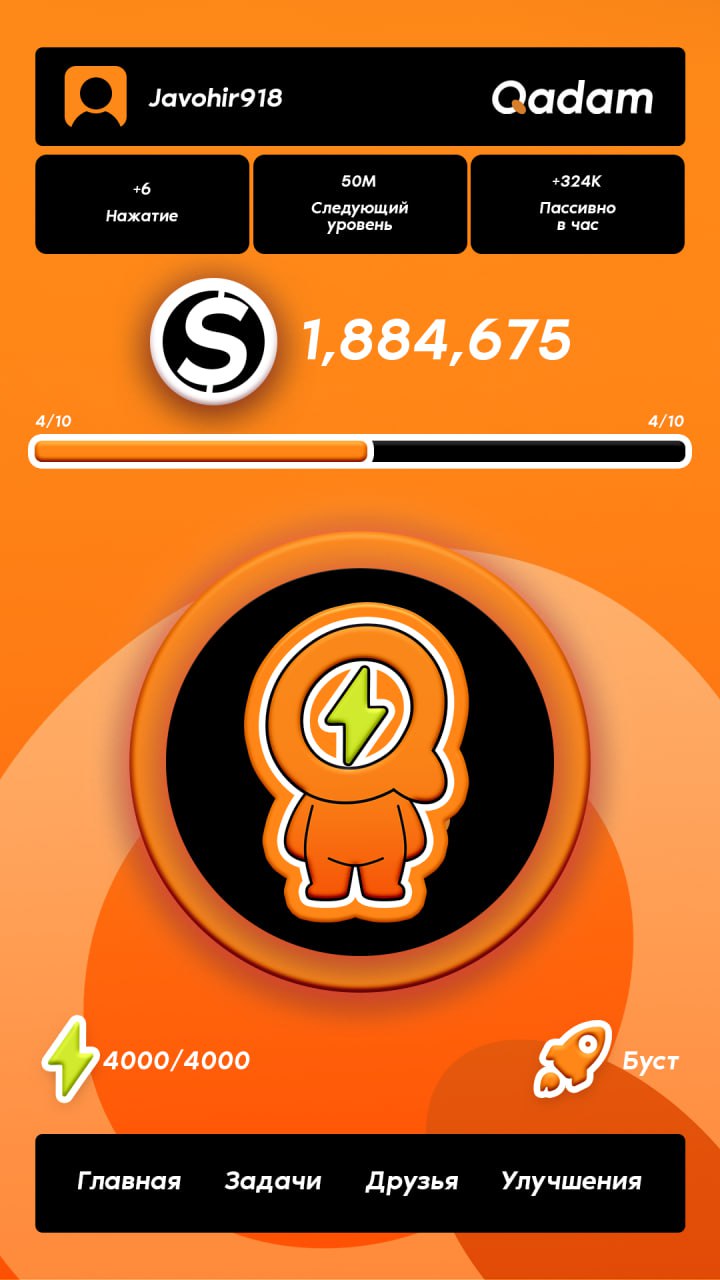 Javohir918
Qadam
+6
Нажатие
50M
Следующий
уровень
+324K
Пассивно
в час
S
1,884,675
4/10
4/10
4000/4000
Буст
Главная Задачи Друзья Улучшения